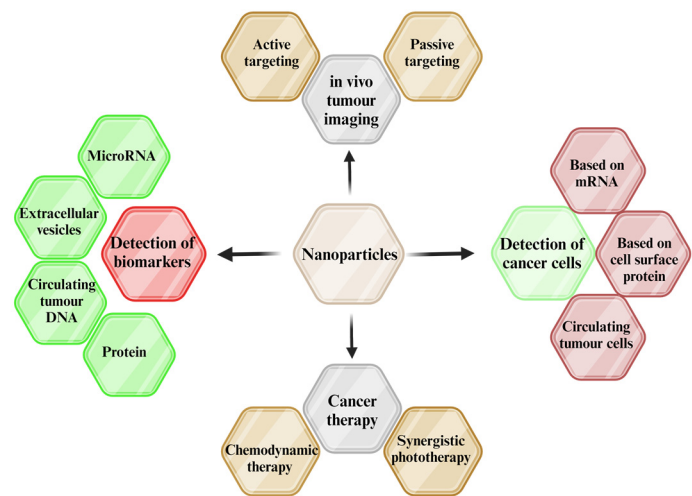 Active
targeting
Passive
targeting
in vivo
tumour
imaging
MicroRNA
Extracellular
vesicles
Detection of
biomarkers
Circulating
tumour
DNA
Protein
Nanoparticles
Based on
mRNA
Detection of
cancer cells
Based on
cell surface
protein
Circulating
tumour cells
Cancer
therapy
Chemodynamic
therapy
Synergistic
phototherapy